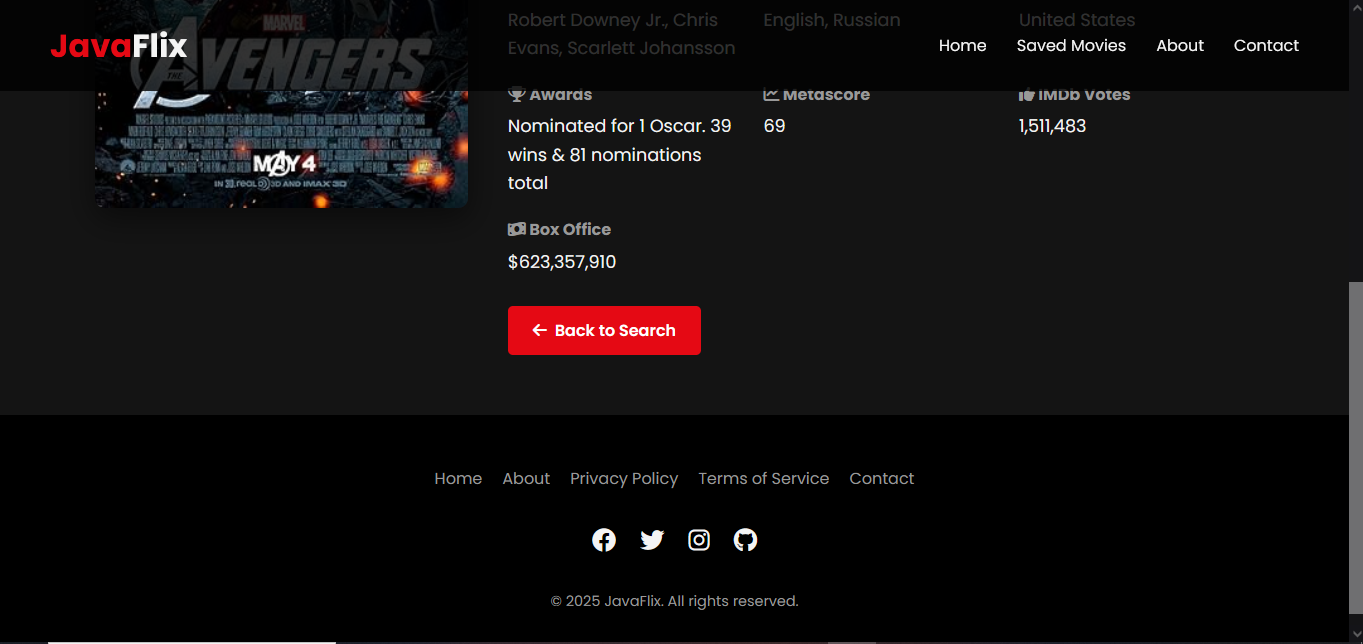 JavaFlix
Home
Saved Movies
About
Contact
MARVEL
THE AVENGERS
MAY 4
IN REAL D 3D AND IMAX 3D
Robert Downey Jr., Chris
Evans, Scarlett Johansson
English, Russian
United States
Awards
Nominated for 1 Oscar. 39
wins & 81 nominations
total
Metascore
69
IMDb Votes
1,511,483
Box Office
$623,357,910
Back to Search
Home About Privacy Policy Terms of Service Contact
© 2025 JavaFlix. All rights reserved.